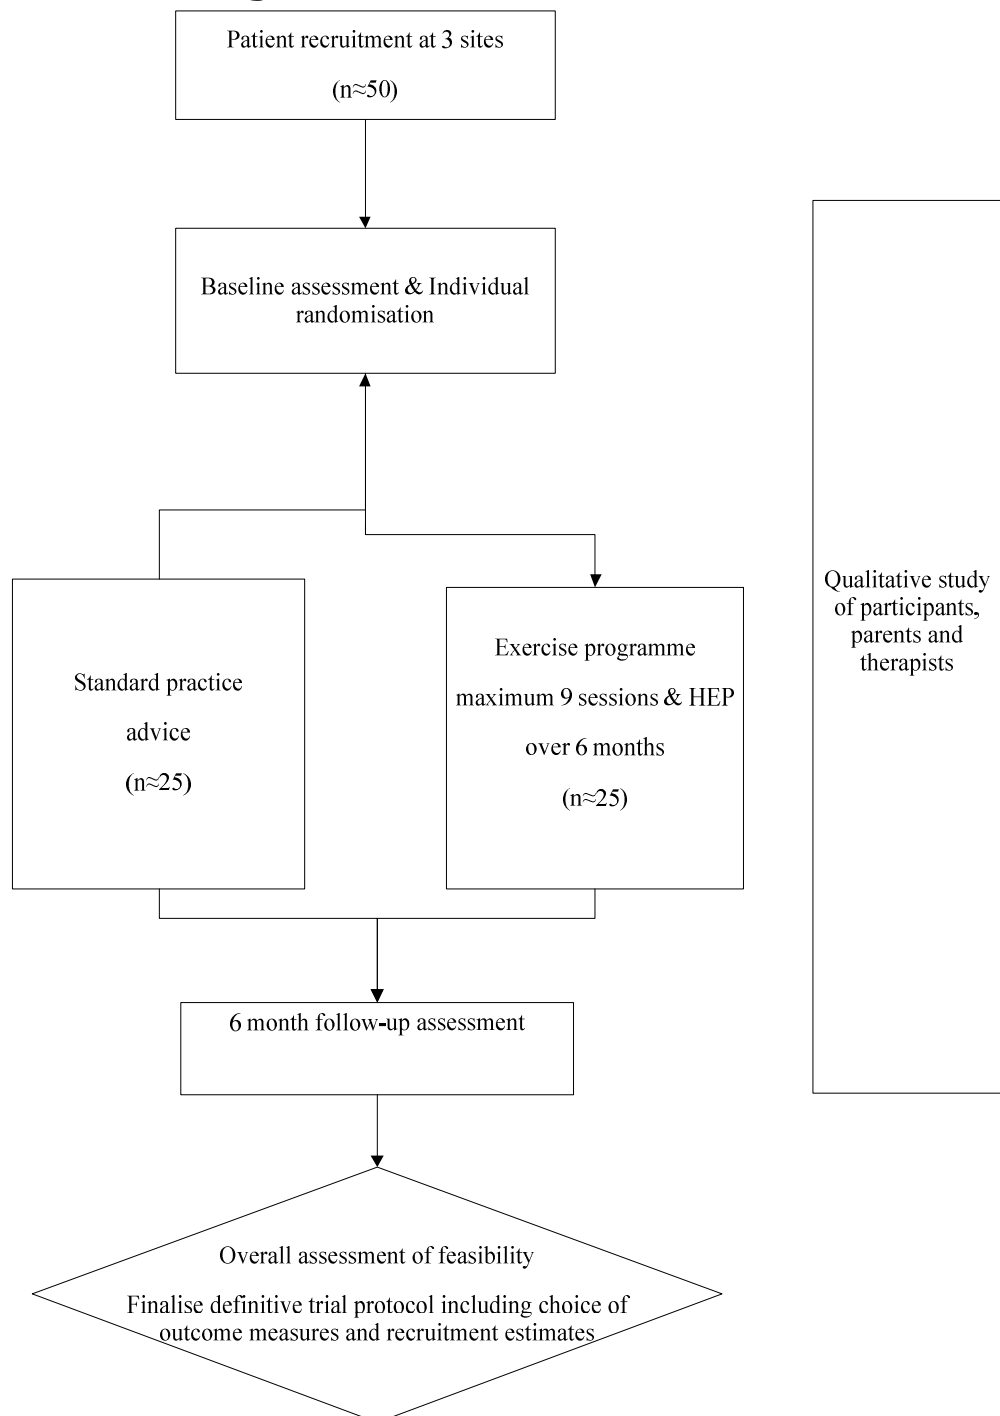 Patient recruitment at 3 sites
(n≈50)
Baseline assessment & Individual
randomisation
Standard practice
advice
(n≈25)
Exercise programme
maximum 9 sessions & HEP
over 6 months
(n≈25)
Qualitative study
of participants,
parents and
therapists
6 month follow-up assessment
Overall assessment of feasibility
Finalise definitive trial protocol including choice of
outcome measures and recruitment estimates